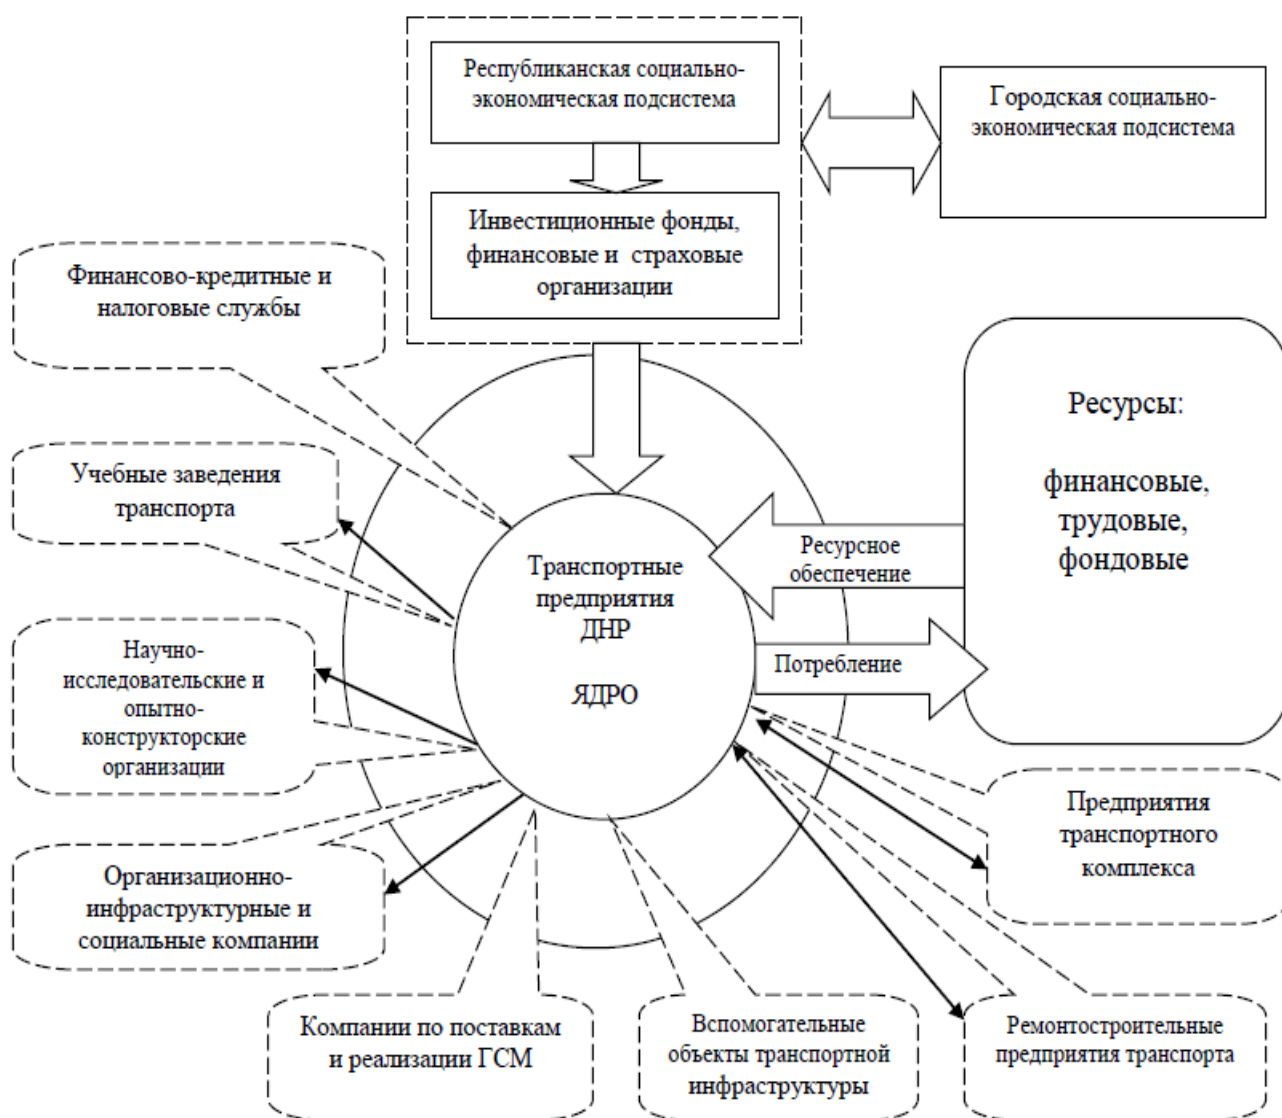 Республиканская социально-
экономическая подсистема
Городская социально-
экономическая подсистема
Инвестиционные фонды,
финансовые и страховые
организации
Финансово-кредитные и
налоговые службы
Учебные заведения
транспорта
Научно-
исследовательские и
опытно-
конструкторские
организации
Организационно-
инфраструктурные и
социальные компании
Транспортные
предприятия
ДНР
ЯДРО
Ресурсное
обеспечение
Потребление
Ресурсы:
финансовые,
трудовые,
фондовые
Предприятия
транспортного
комплекса
Компании по поставкам
и реализации ГСМ
Вспомогательные
объекты транспортной
инфраструктуры
Ремонтостроительные
предприятия транспорта